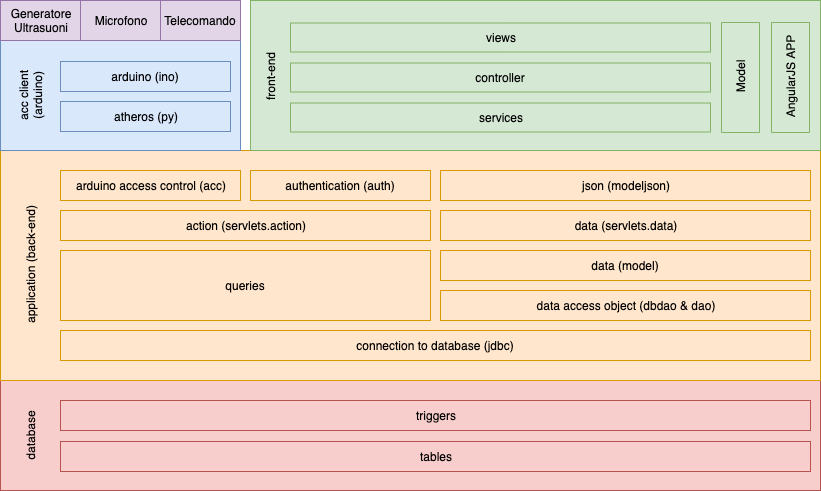 Generatore
Ultrasuoni
Microfono
Telecomando
acc client
(arduino)
arduino (ino)
atheros (py)
front-end
views
controller
services
Model
AngularJS APP
application (back-end)
arduino access control (acc)
authentication (auth)
json (modeljson)
action (servlets.action)
data (servlets.data)
queries
data (model)
data access object (dbdao & dao)
connection to database (jdbc)
database
triggers
tables